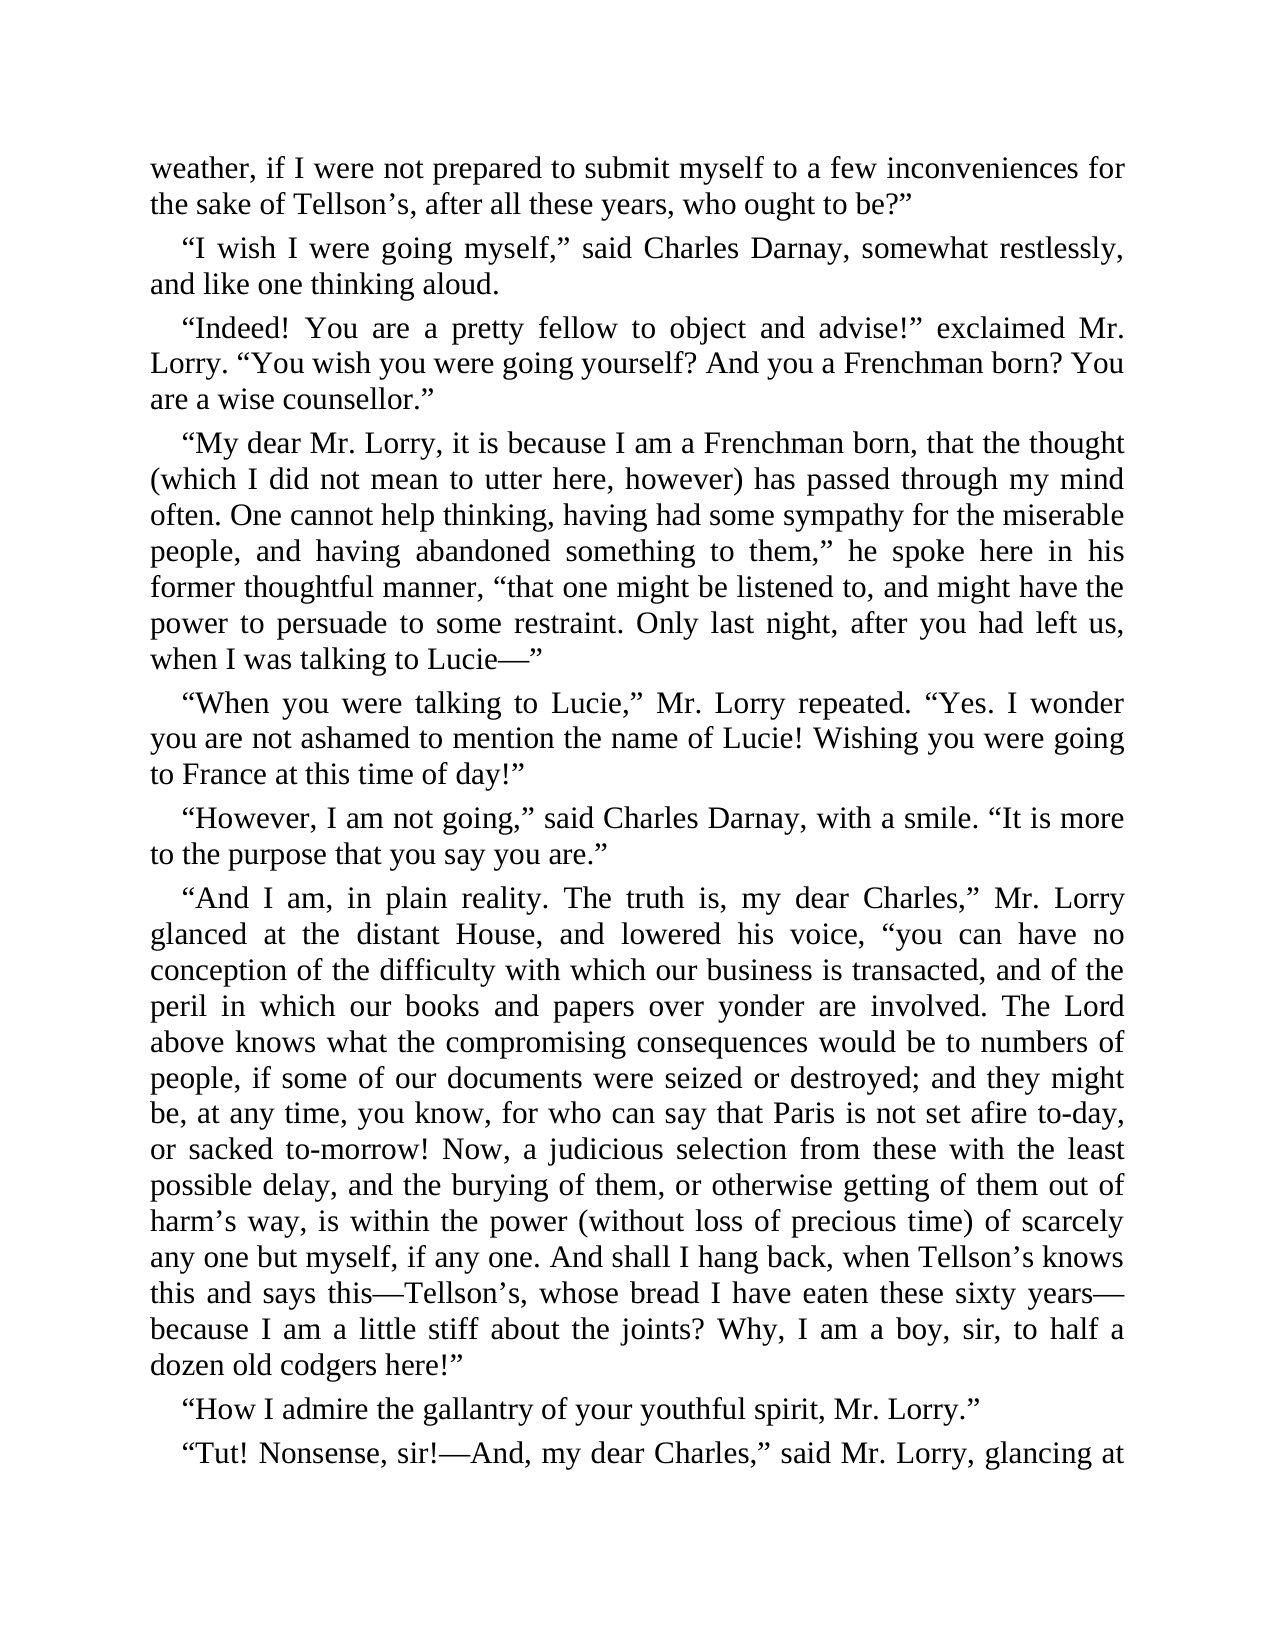 weather, if I were not prepared to submit myself to a few inconveniences for
the sake of Tellson’s, after all these years, who ought to be?”
“I wish I were going myself,” said Charles Darnay, somewhat restlessly,
and like one thinking aloud.
“Indeed! You are a pretty fellow to object and advise!” exclaimed Mr.
Lorry. “You wish you were going yourself? And you a Frenchman born? You
are a wise counsellor.”
“My dear Mr. Lorry, it is because I am a Frenchman born, that the thought
(which I did not mean to utter here, however) has passed through my mind
often. One cannot help thinking, having had some sympathy for the miserable
people, and having abandoned something to them,” he spoke here in his
former thoughtful manner, “that one might be listened to, and might have the
power to persuade to some restraint. Only last night, after you had left us,
when I was talking to Lucie—”
“When you were talking to Lucie,” Mr. Lorry repeated. “Yes. I wonder
you are not ashamed to mention the name of Lucie! Wishing you were going
to France at this time of day!”
“However, I am not going,” said Charles Darnay, with a smile. “It is more
to the purpose that you say you are.”
“And I am, in plain reality. The truth is, my dear Charles,” Mr. Lorry
glanced at the distant House, and lowered his voice, “you can have no
conception of the difficulty with which our business is transacted, and of the
peril in which our books and papers over yonder are involved. The Lord
above knows what the compromising consequences would be to numbers of
people, if some of our documents were seized or destroyed; and they might
be, at any time, you know, for who can say that Paris is not set afire to-day,
or sacked to-morrow! Now, a judicious selection from these with the least
possible delay, and the burying of them, or otherwise getting of them out of
harm’s way, is within the power (without loss of precious time) of scarcely
any one but myself, if any one. And shall I hang back, when Tellson’s knows
this and says this—Tellson’s, whose bread I have eaten these sixty years—
because I am a little stiff about the joints? Why, I am a boy, sir, to half a
dozen old codgers here!”
“How I admire the gallantry of your youthful spirit, Mr. Lorry.”
“Tut! Nonsense, sir!—And, my dear Charles,” said Mr. Lorry, glancing at